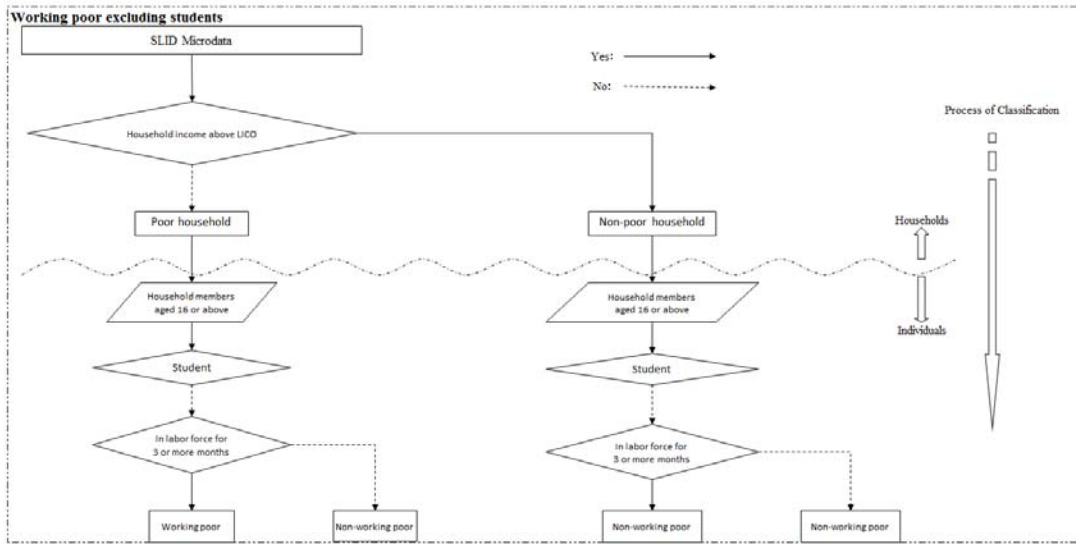 Working poor excluding students
SLID Microdata
Yes:
No:
Process of Classification
Household income above LICO
Poor household
Non-poor household
Households
Household members
aged 16 or above
Household members
aged 16 or above
Individuals
Student
Student
In labor force for
3 or more months
In labor force for
3 or more months
Working poor
Non-working poor
Non-working poor
Non-working poor